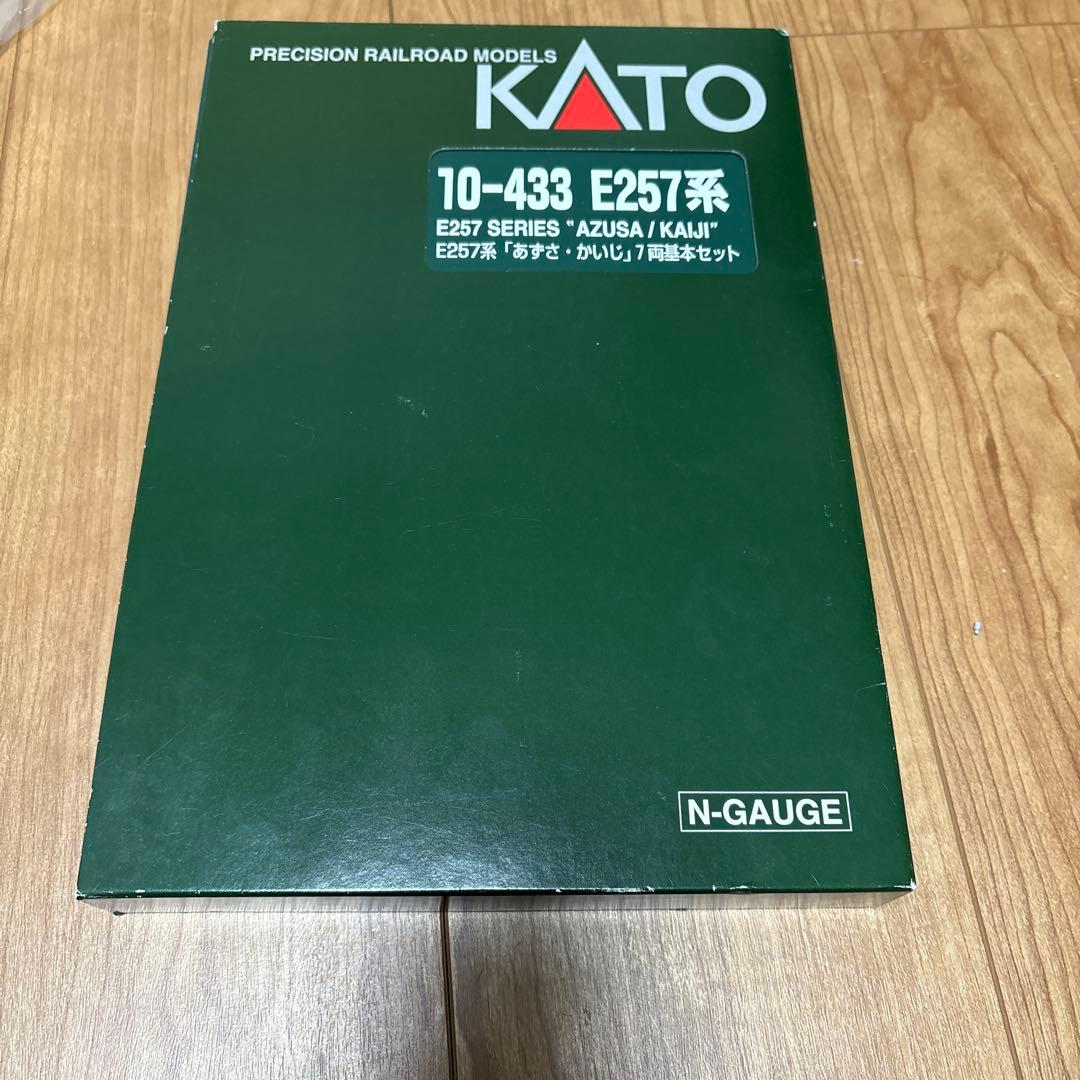 PRECISION RAILROAD MODELS
KATO
10-433 E257系
E257 SERIES "AZUSA / KAIJI"
E257系「あずさ・かいじ」7両基本セット
N-GAUGE